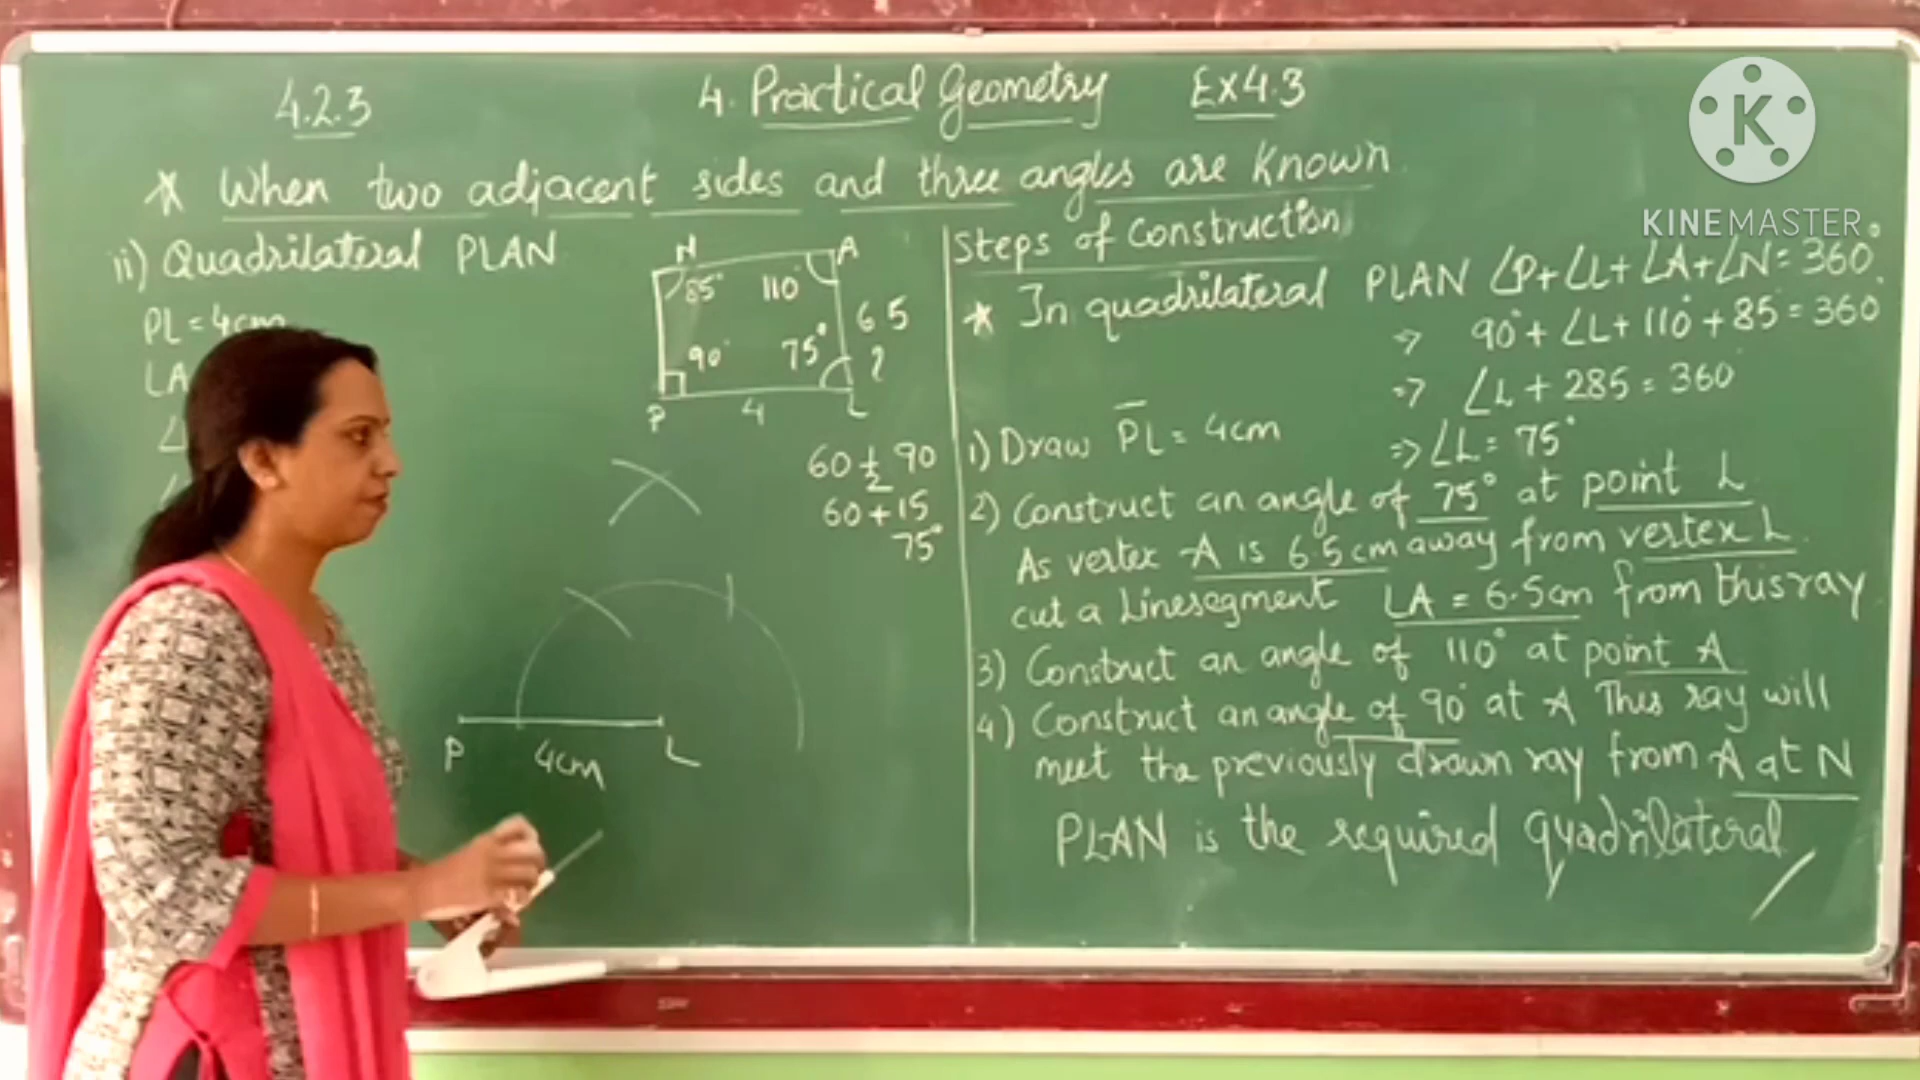 4.2.3
4. Practical Geometry Ex 4.3
* When two adjacent sides and three angles are known
ii) Quadrilateral PLAN
PL = 4cm
LA
∠
N A
85° 110°
6.5
90° 75° ?
P 4 L
60 + 90
2
60 + 15
75°
P 4cm L
Steps of construction
* In quadrilateral PLAN ∠P+∠L+∠A+∠N=360°
=> 90°+∠L+110°+85°=360°
=> ∠L + 285 = 360°
=> ∠L = 75°
1) Draw PL = 4cm
2) Construct an angle of 75° at point L
As vertex A is 6.5cm away from vertex L
cut a Linesegment LA = 6.5cm from this ray
3) Construct an angle of 110° at point A
4) Construct an angle of 90° at A This ray will
meet the previously drawn ray from A at N
PLAN is the required quadrilateral
K
KINEMASTER